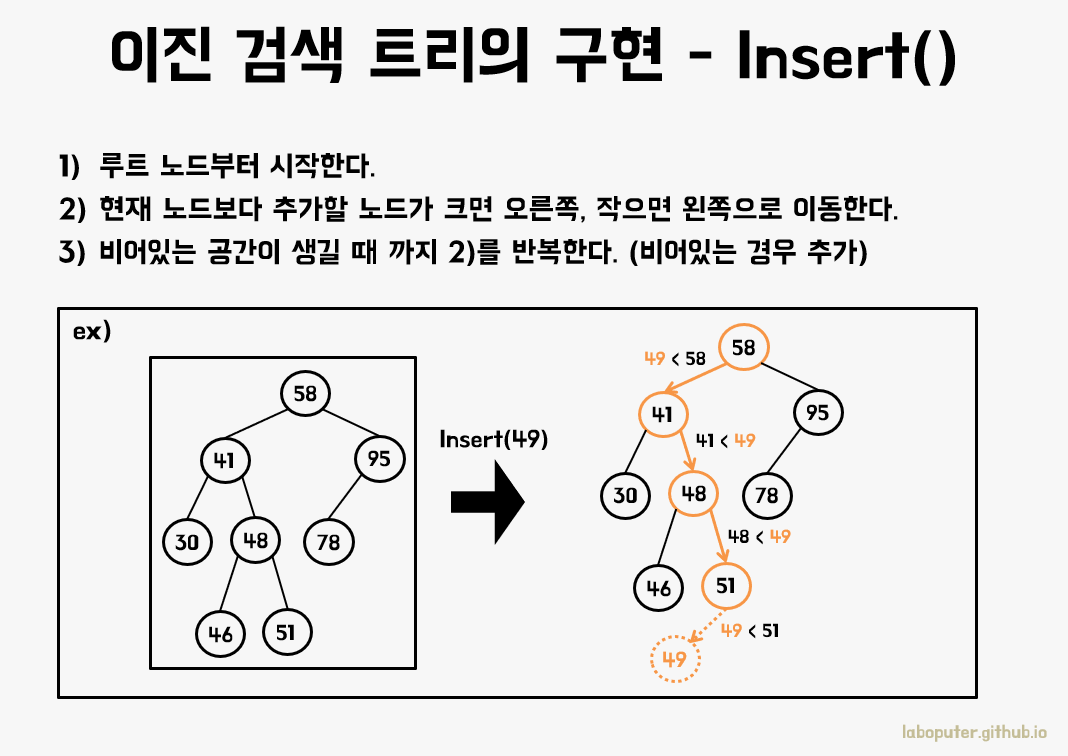 이진 검색 트리의 구현 - Insert()
1) 루트 노드부터 시작한다.
2) 현재 노드보다 추가할 노드가 크면 오른쪽, 작으면 왼쪽으로 이동한다.
3) 비어있는 공간이 생길 때 까지 2)를 반복한다. (비어있는 경우 추가)
ex)
58
41
95
30
48
78
46
51
Insert(49)
58
49 < 58
41
95
41 < 49
30
48
78
48 < 49
46
51
49 < 51
49
laboputer.github.io